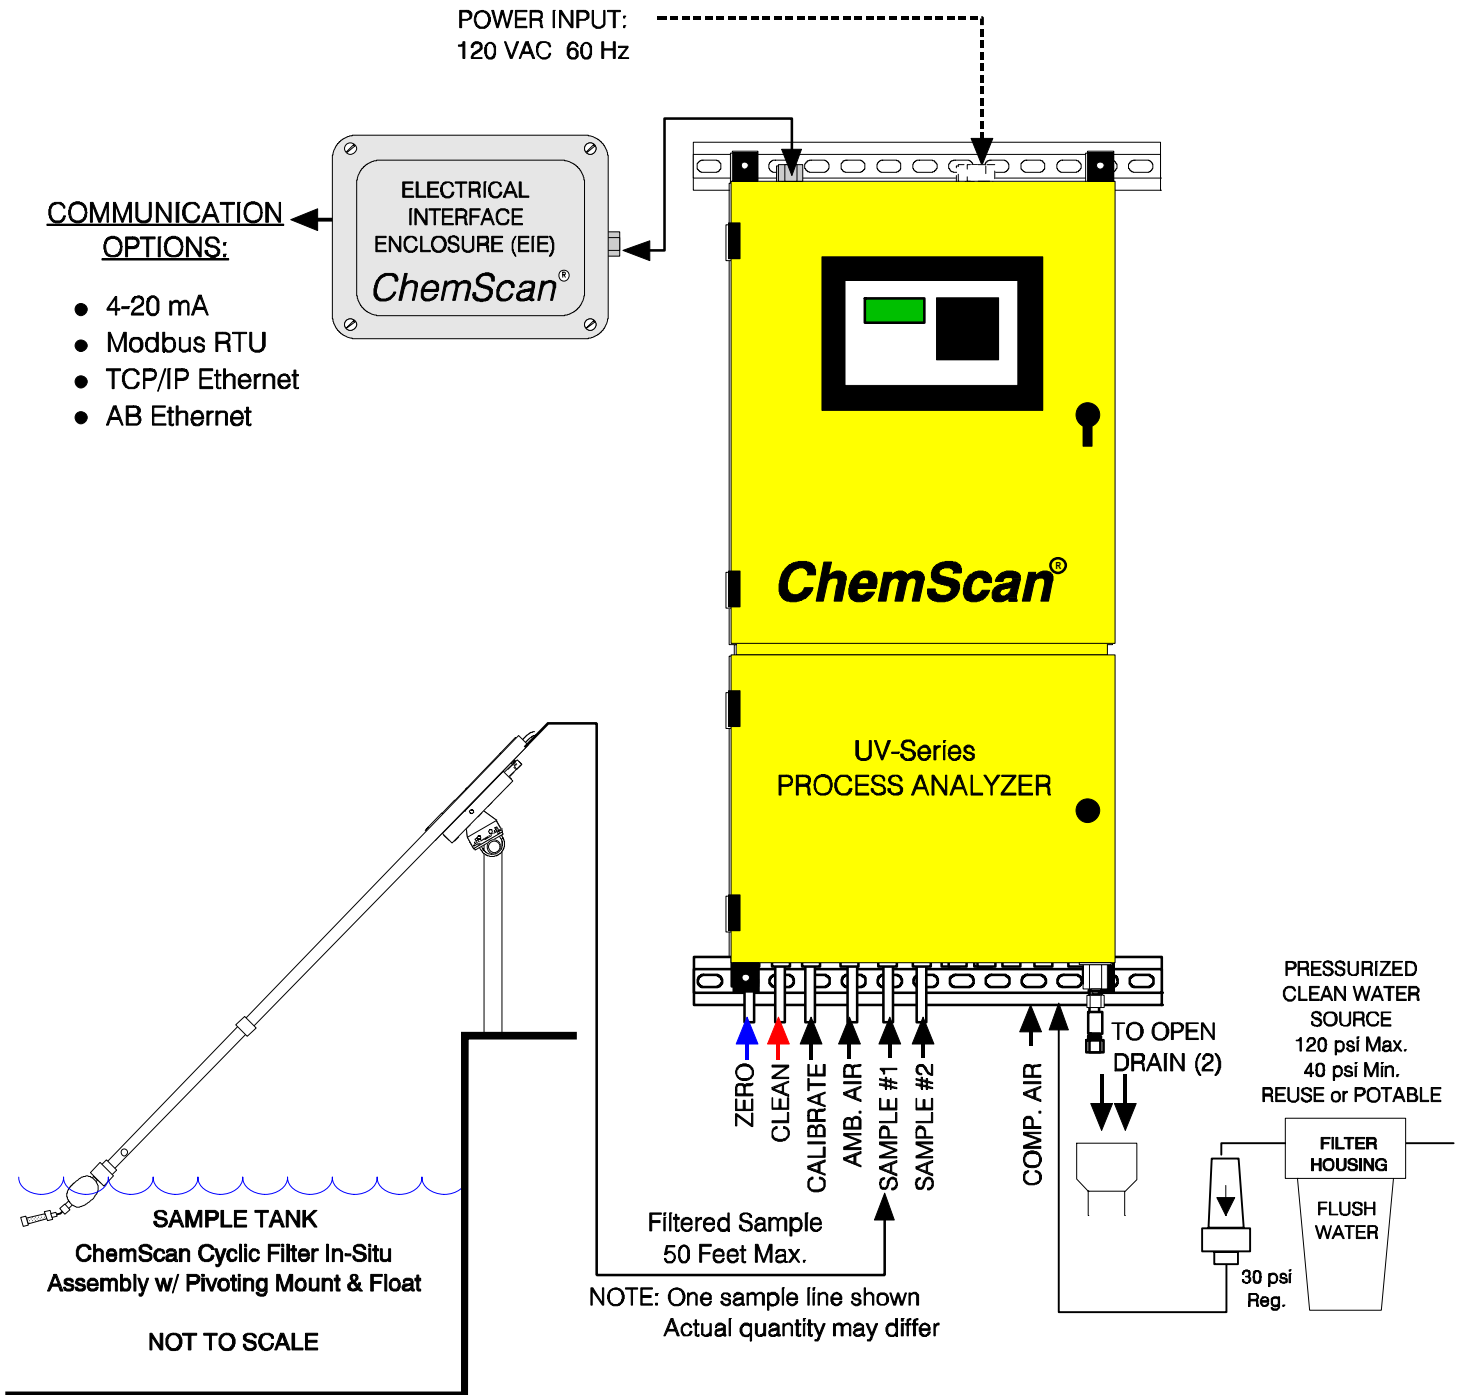 POWER INPUT:
120 VAC 60 Hz
ELECTRICAL
INTERFACE
ENCLOSURE (EIE)
ChemScan®
COMMUNICATION
OPTIONS:
● 4-20 mA
● Modbus RTU
● TCP/IP Ethernet
● AB Ethernet
ChemScan®
UV-Series
PROCESS ANALYZER
ZERO
CLEAN
CALIBRATE
AMB. AIR
SAMPLE #1
SAMPLE #2
COMP. AIR
TO OPEN
DRAIN (2)
PRESSURIZED
CLEAN WATER
SOURCE
120 psi Max.
40 psi Min.
REUSE or POTABLE
FILTER
HOUSING
FLUSH
WATER
30 psi
Reg.
Filtered Sample
50 Feet Max.
NOTE: One sample line shown
Actual quantity may differ
SAMPLE TANK
ChemScan Cyclic Filter In-Situ
Assembly w/ Pivoting Mount & Float
NOT TO SCALE